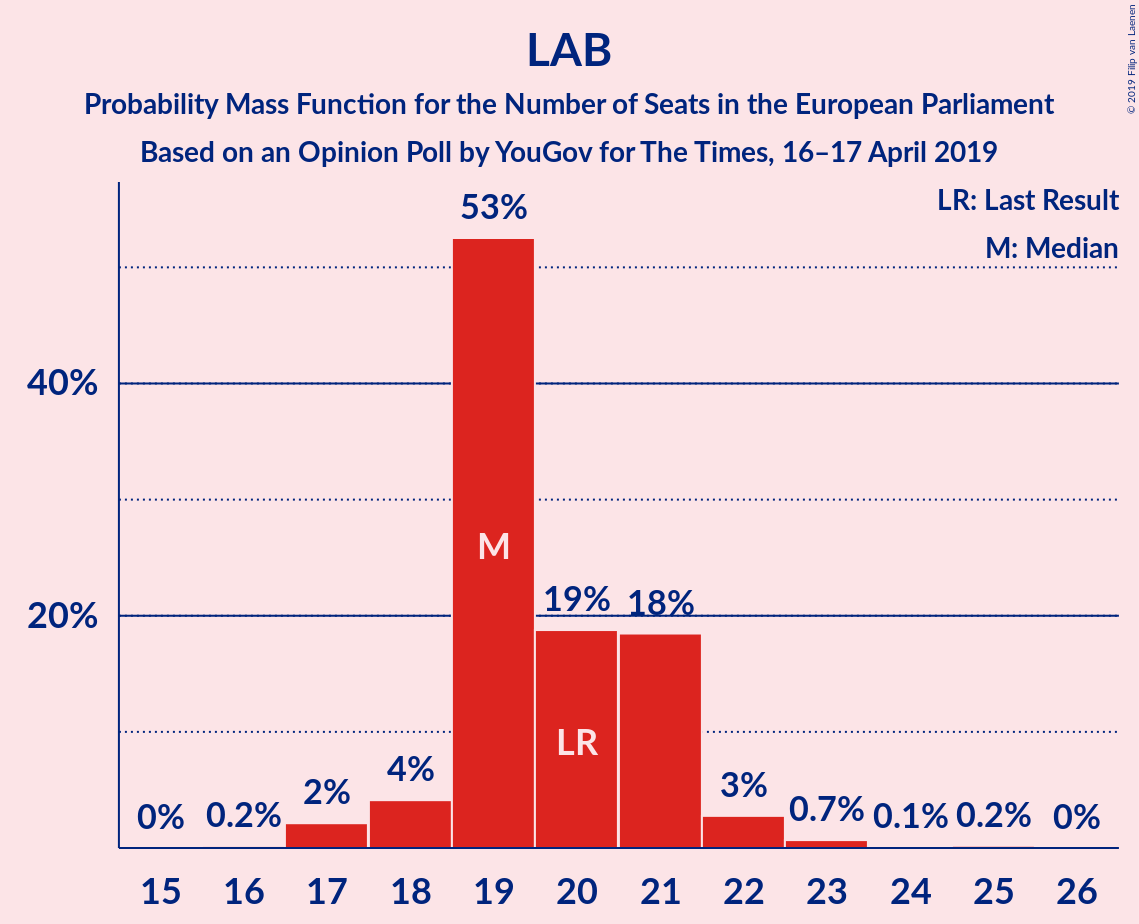 LAB
Probability Mass Function for the Number of Seats in the European Parliament
Based on an Opinion Poll by YouGov for The Times, 16–17 April 2019
© 2019 Filip van Laenen
LR: Last Result
M: Median
53%
40%
M
20%
19%
18%
LR
0%
0.2%
2%
4%
3%
0.7%
0.1%
0.2%
0%
15 16 17 18 19 20 21 22 23 24 25 26